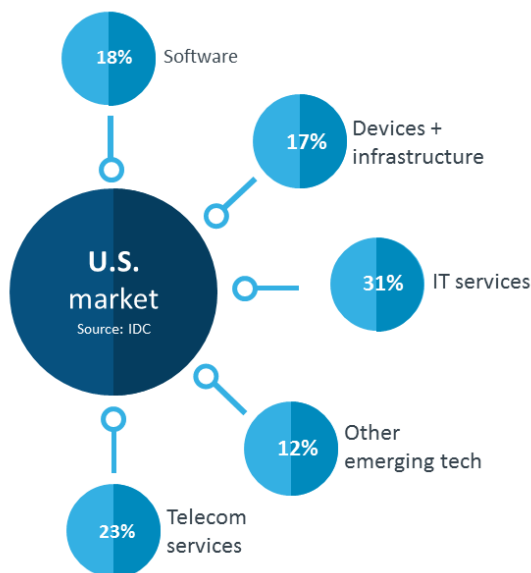 18%
Software
17%
Devices +
infrastructure
U.S.
market
Source: IDC
31%
IT services
12%
Other
emerging tech
23%
Telecom
services